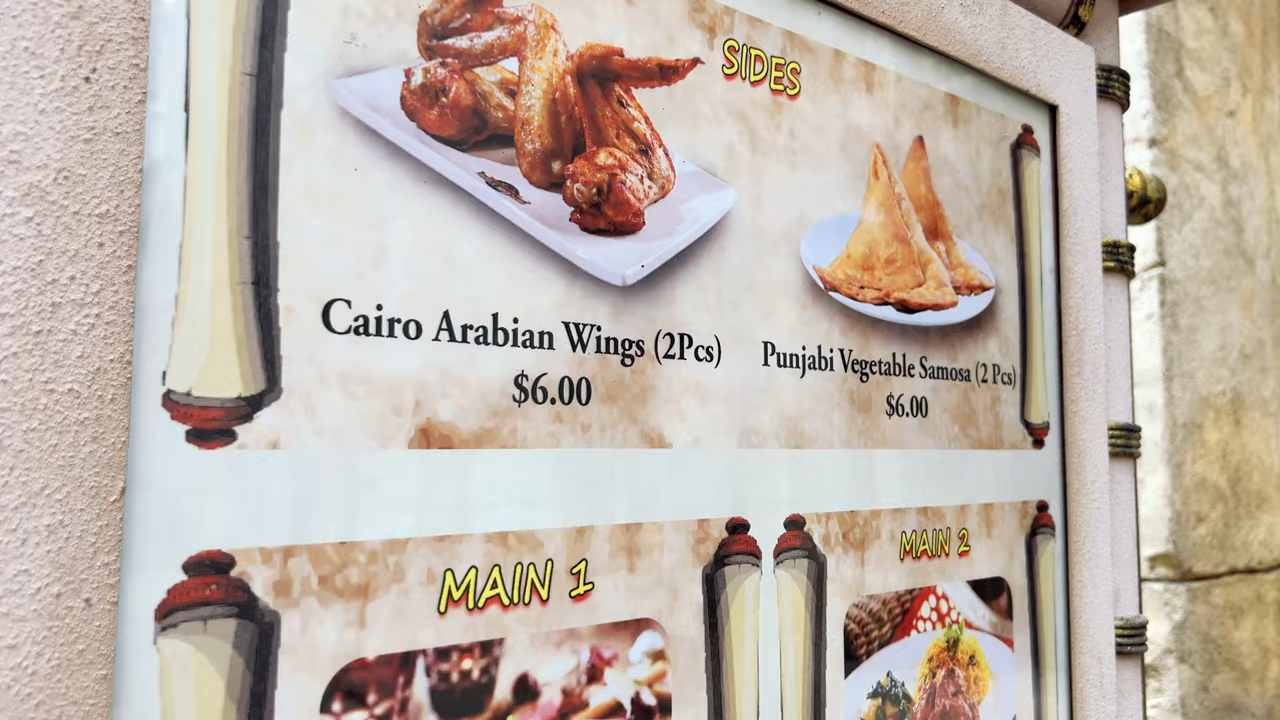 SIDES
Cairo Arabian Wings (2Pcs)
$6.00
Punjabi Vegetable Samosa (2 Pcs)
$6.00
MAIN 1
MAIN 2